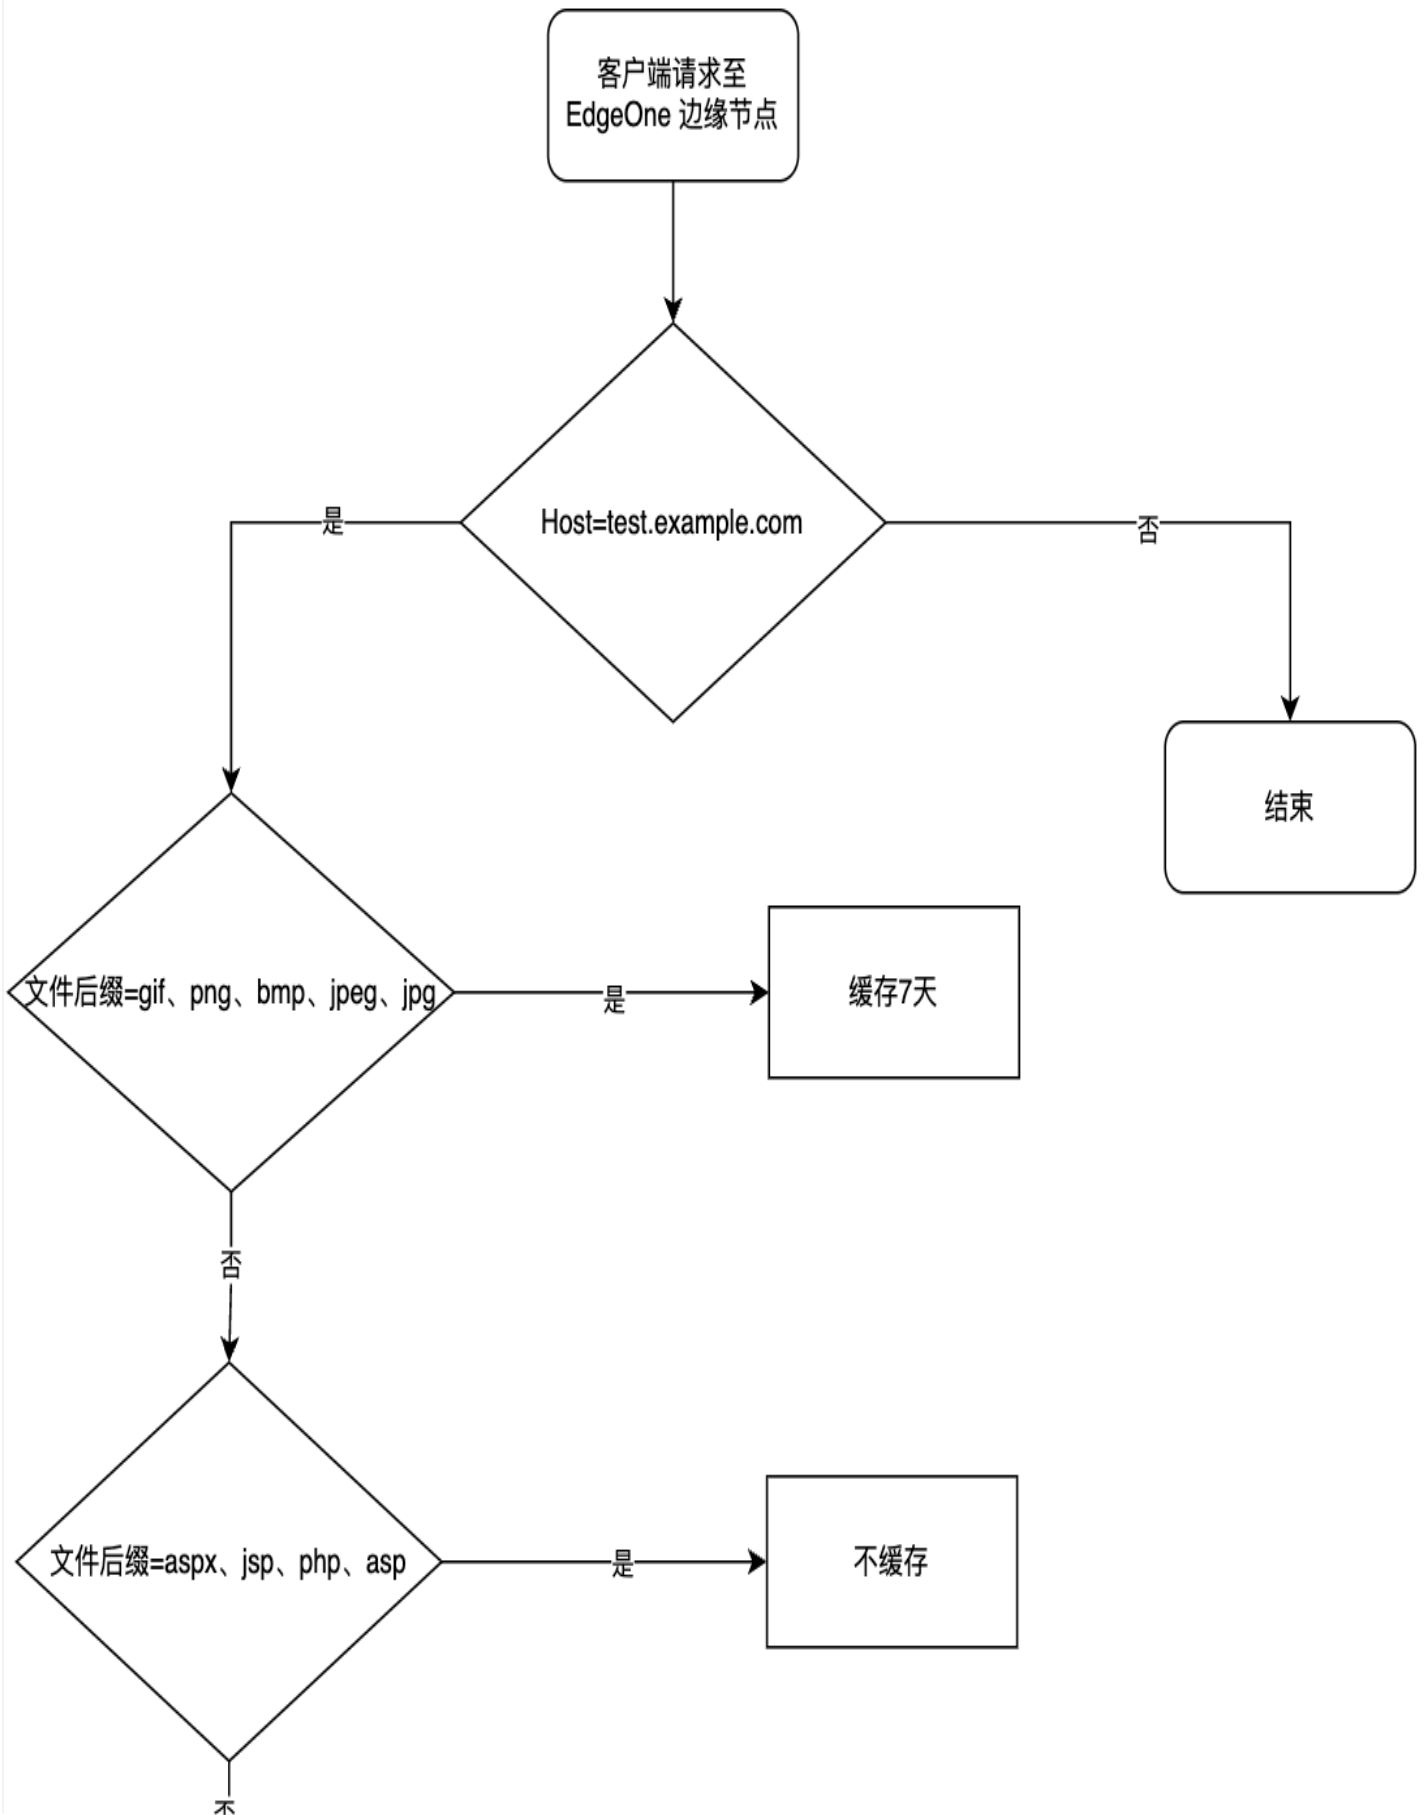 客户端请求至
EdgeOne 边缘节点
Host=test.example.com
是
否
结束
文件后缀=gif、png、bmp、jpeg、jpg
是
缓存7天
否
文件后缀=aspx、jsp、php、asp
是
不缓存
否